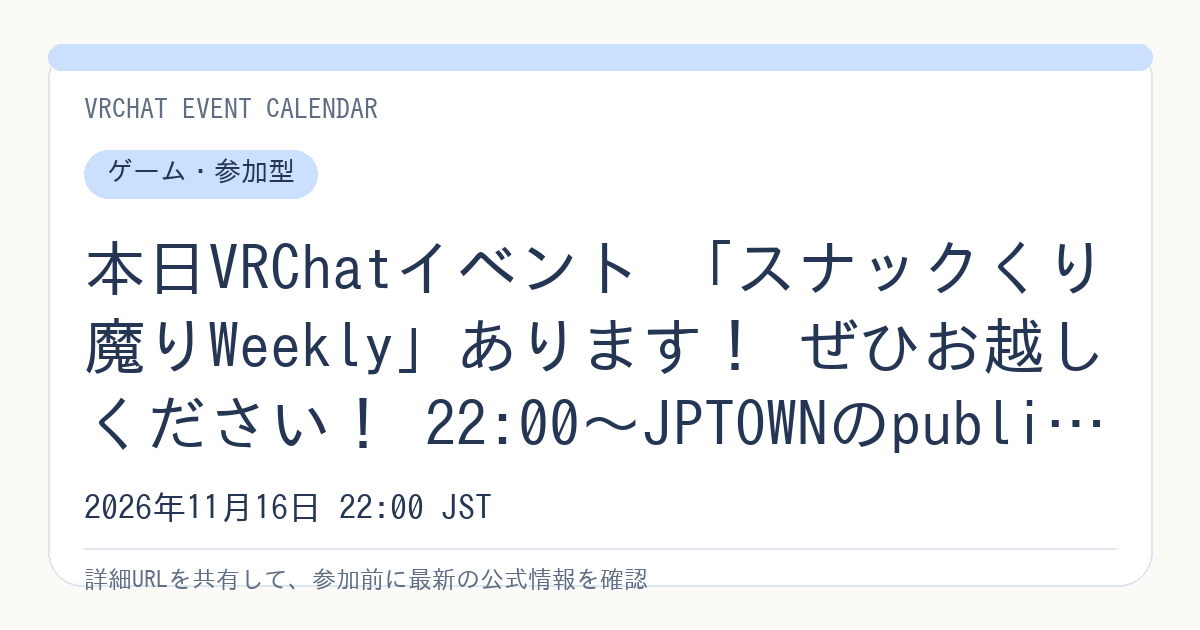 VRCHAT EVENT CALENDAR
ゲーム・参加型
本日VRChatイベント 「スナックくり
魔りWeekly」あります！ ぜひお越し
ください！ 22:00〜JPTOWNのpubli…
2026年11月16日 22:00 JST
詳細URLを共有して、参加前に最新の公式情報を確認